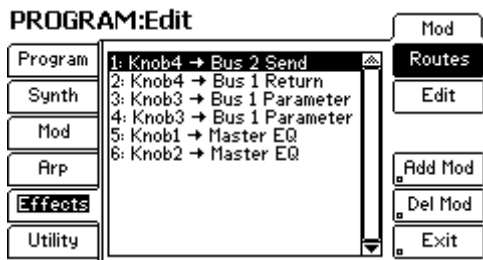 PROGRAM:Edit
Mod
Program
Synth
Mod
Arp
Effects
Utility
1: Knob4 → Bus 2 Send
2: Knob4 → Bus 1 Return
3: Knob3 → Bus 1 Parameter
4: Knob3 → Bus 1 Parameter
5: Knob1 → Master EQ
6: Knob2 → Master EQ
Routes
Edit
Add Mod
Del Mod
Exit